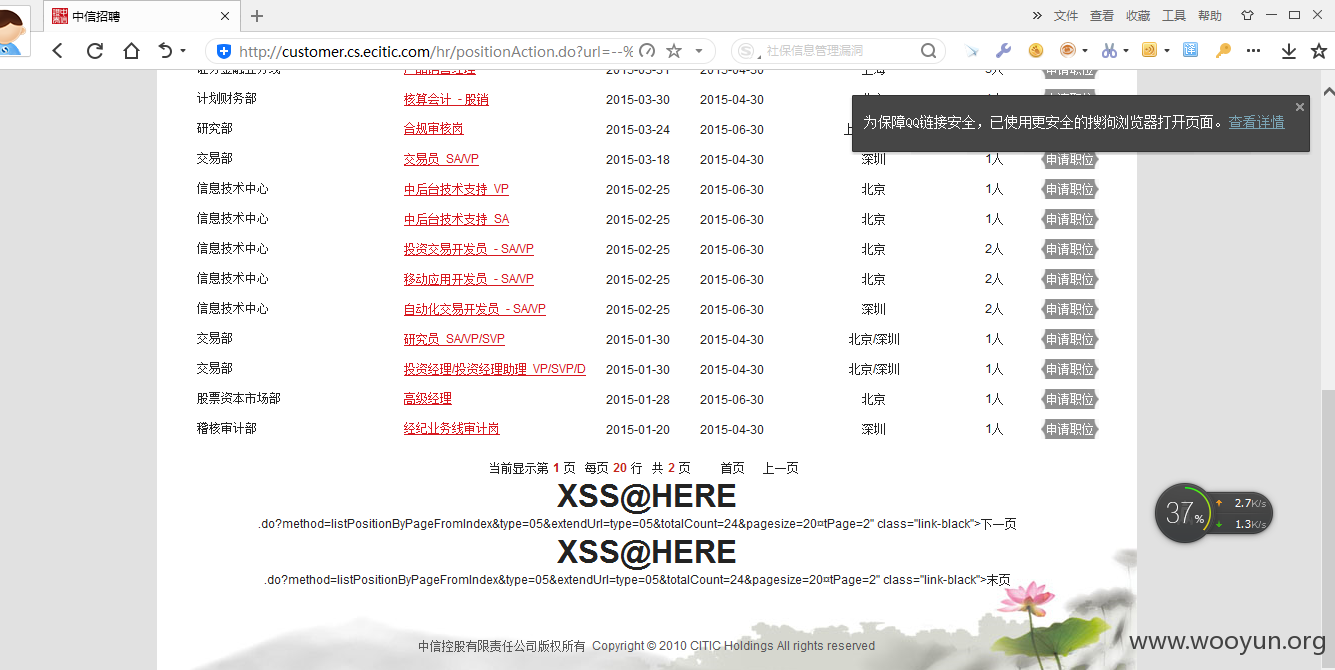 中信招聘
文件 查看 收藏 工具 帮助
http://customer.cs.ecitic.com/hr/positionAction.do?url=--%
社保信息管理漏洞
产品销售经理 2015-03-31 2015-04-30 上海 申请职位
计划财务部 核算会计 - 股销 2015-03-30 2015-04-30
为保障QQ链接安全，已使用更安全的搜狗浏览器打开页面。查看详情
研究部 合规审核岗 2015-03-24 2015-06-30
交易部 交易员 SA/VP 2015-03-18 2015-04-30 深圳 1人 申请职位
信息技术中心 中后台技术支持 VP 2015-02-25 2015-06-30 北京 1人 申请职位
信息技术中心 中后台技术支持 SA 2015-02-25 2015-06-30 北京 1人 申请职位
信息技术中心 投资交易开发员 - SA/VP 2015-02-25 2015-06-30 北京 2人 申请职位
信息技术中心 移动应用开发员 - SA/VP 2015-02-25 2015-06-30 北京 2人 申请职位
信息技术中心 自动化交易开发员 - SA/VP 2015-02-25 2015-06-30 深圳 2人 申请职位
交易部 研究员 SA/VP/SVP 2015-01-30 2015-04-30 北京/深圳 1人 申请职位
交易部 投资经理/投资经理助理 VP/SVP/D 2015-01-30 2015-04-30 北京/深圳 1人 申请职位
股票资本市场部 高级经理 2015-01-28 2015-06-30 北京 1人 申请职位
稽核审计部 经纪业务线审计岗 2015-01-20 2015-04-30 深圳 1人 申请职位
当前显示第 1 页 每页 20 行 共 2 页 首页 上一页
XSS@HERE
.do?method=listPositionByPageFromIndex&type=05&extendUrl=type=05&totalCount=24&pagesize=20¤tPage=2" class="link-black">下一页
XSS@HERE
.do?method=listPositionByPageFromIndex&type=05&extendUrl=type=05&totalCount=24&pagesize=20¤tPage=2" class="link-black">末页
37%
2.7K/s
1.3K/s
中信控股有限责任公司版权所有 Copyright © 2010 CITIC Holdings All rights reserved
www.wooyun.org